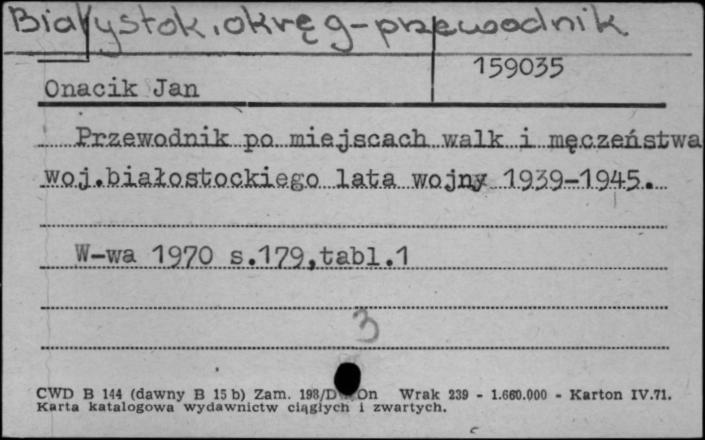 Białystok, okręg - przewodnik
159035
Onacik Jan
Przewodnik po miejscach walk i męczeństwa
woj.białostockiego lata wojny 1939-1945.
W-wa 1970 s.179,tabl.1
3
CWD B 144 (dawny B 15 b) Zam. 198/D On Wrak 239 - 1.660.000 - Karton IV.71.
Karta katalogowa wydawnictw ciągłych i zwartych.